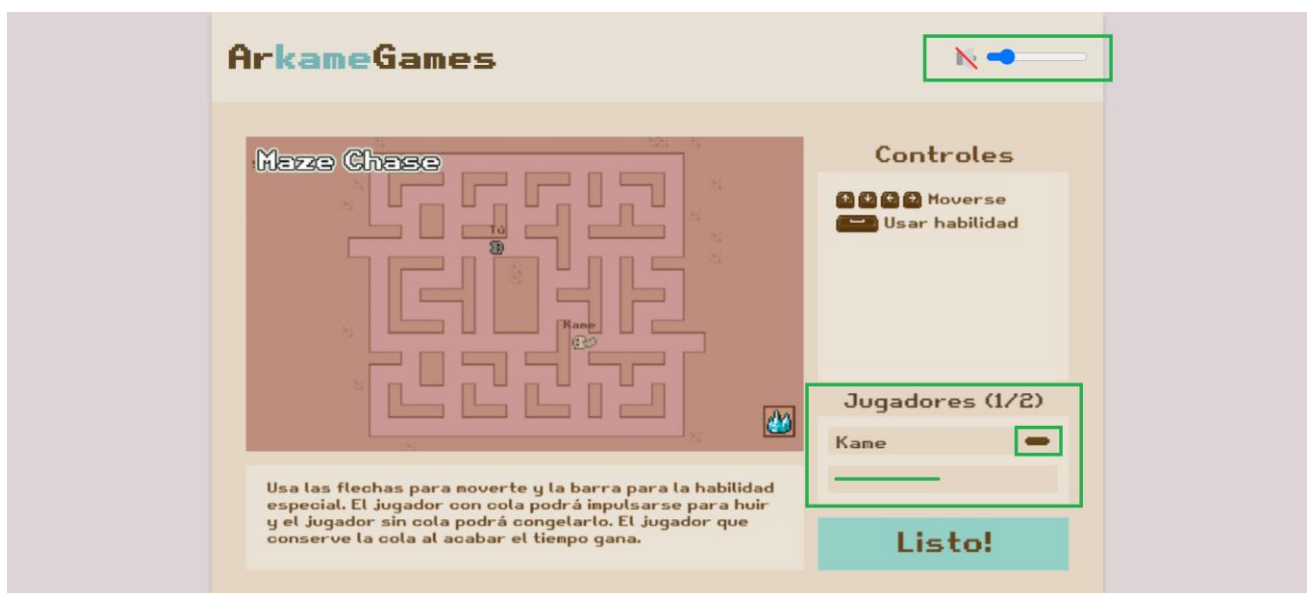 ArkameGames
Maze Chase
Tú
Kame
Controles
Moverse
Usar habilidad
Jugadores (1/2)
Kame
Usa las flechas para moverte y la barra para la habilidad
especial. El jugador con cola podrá impulsarse para huir
y el jugador sin cola podrá congelarlo. El jugador que
conserve la cola al acabar el tiempo gana.
Listo!